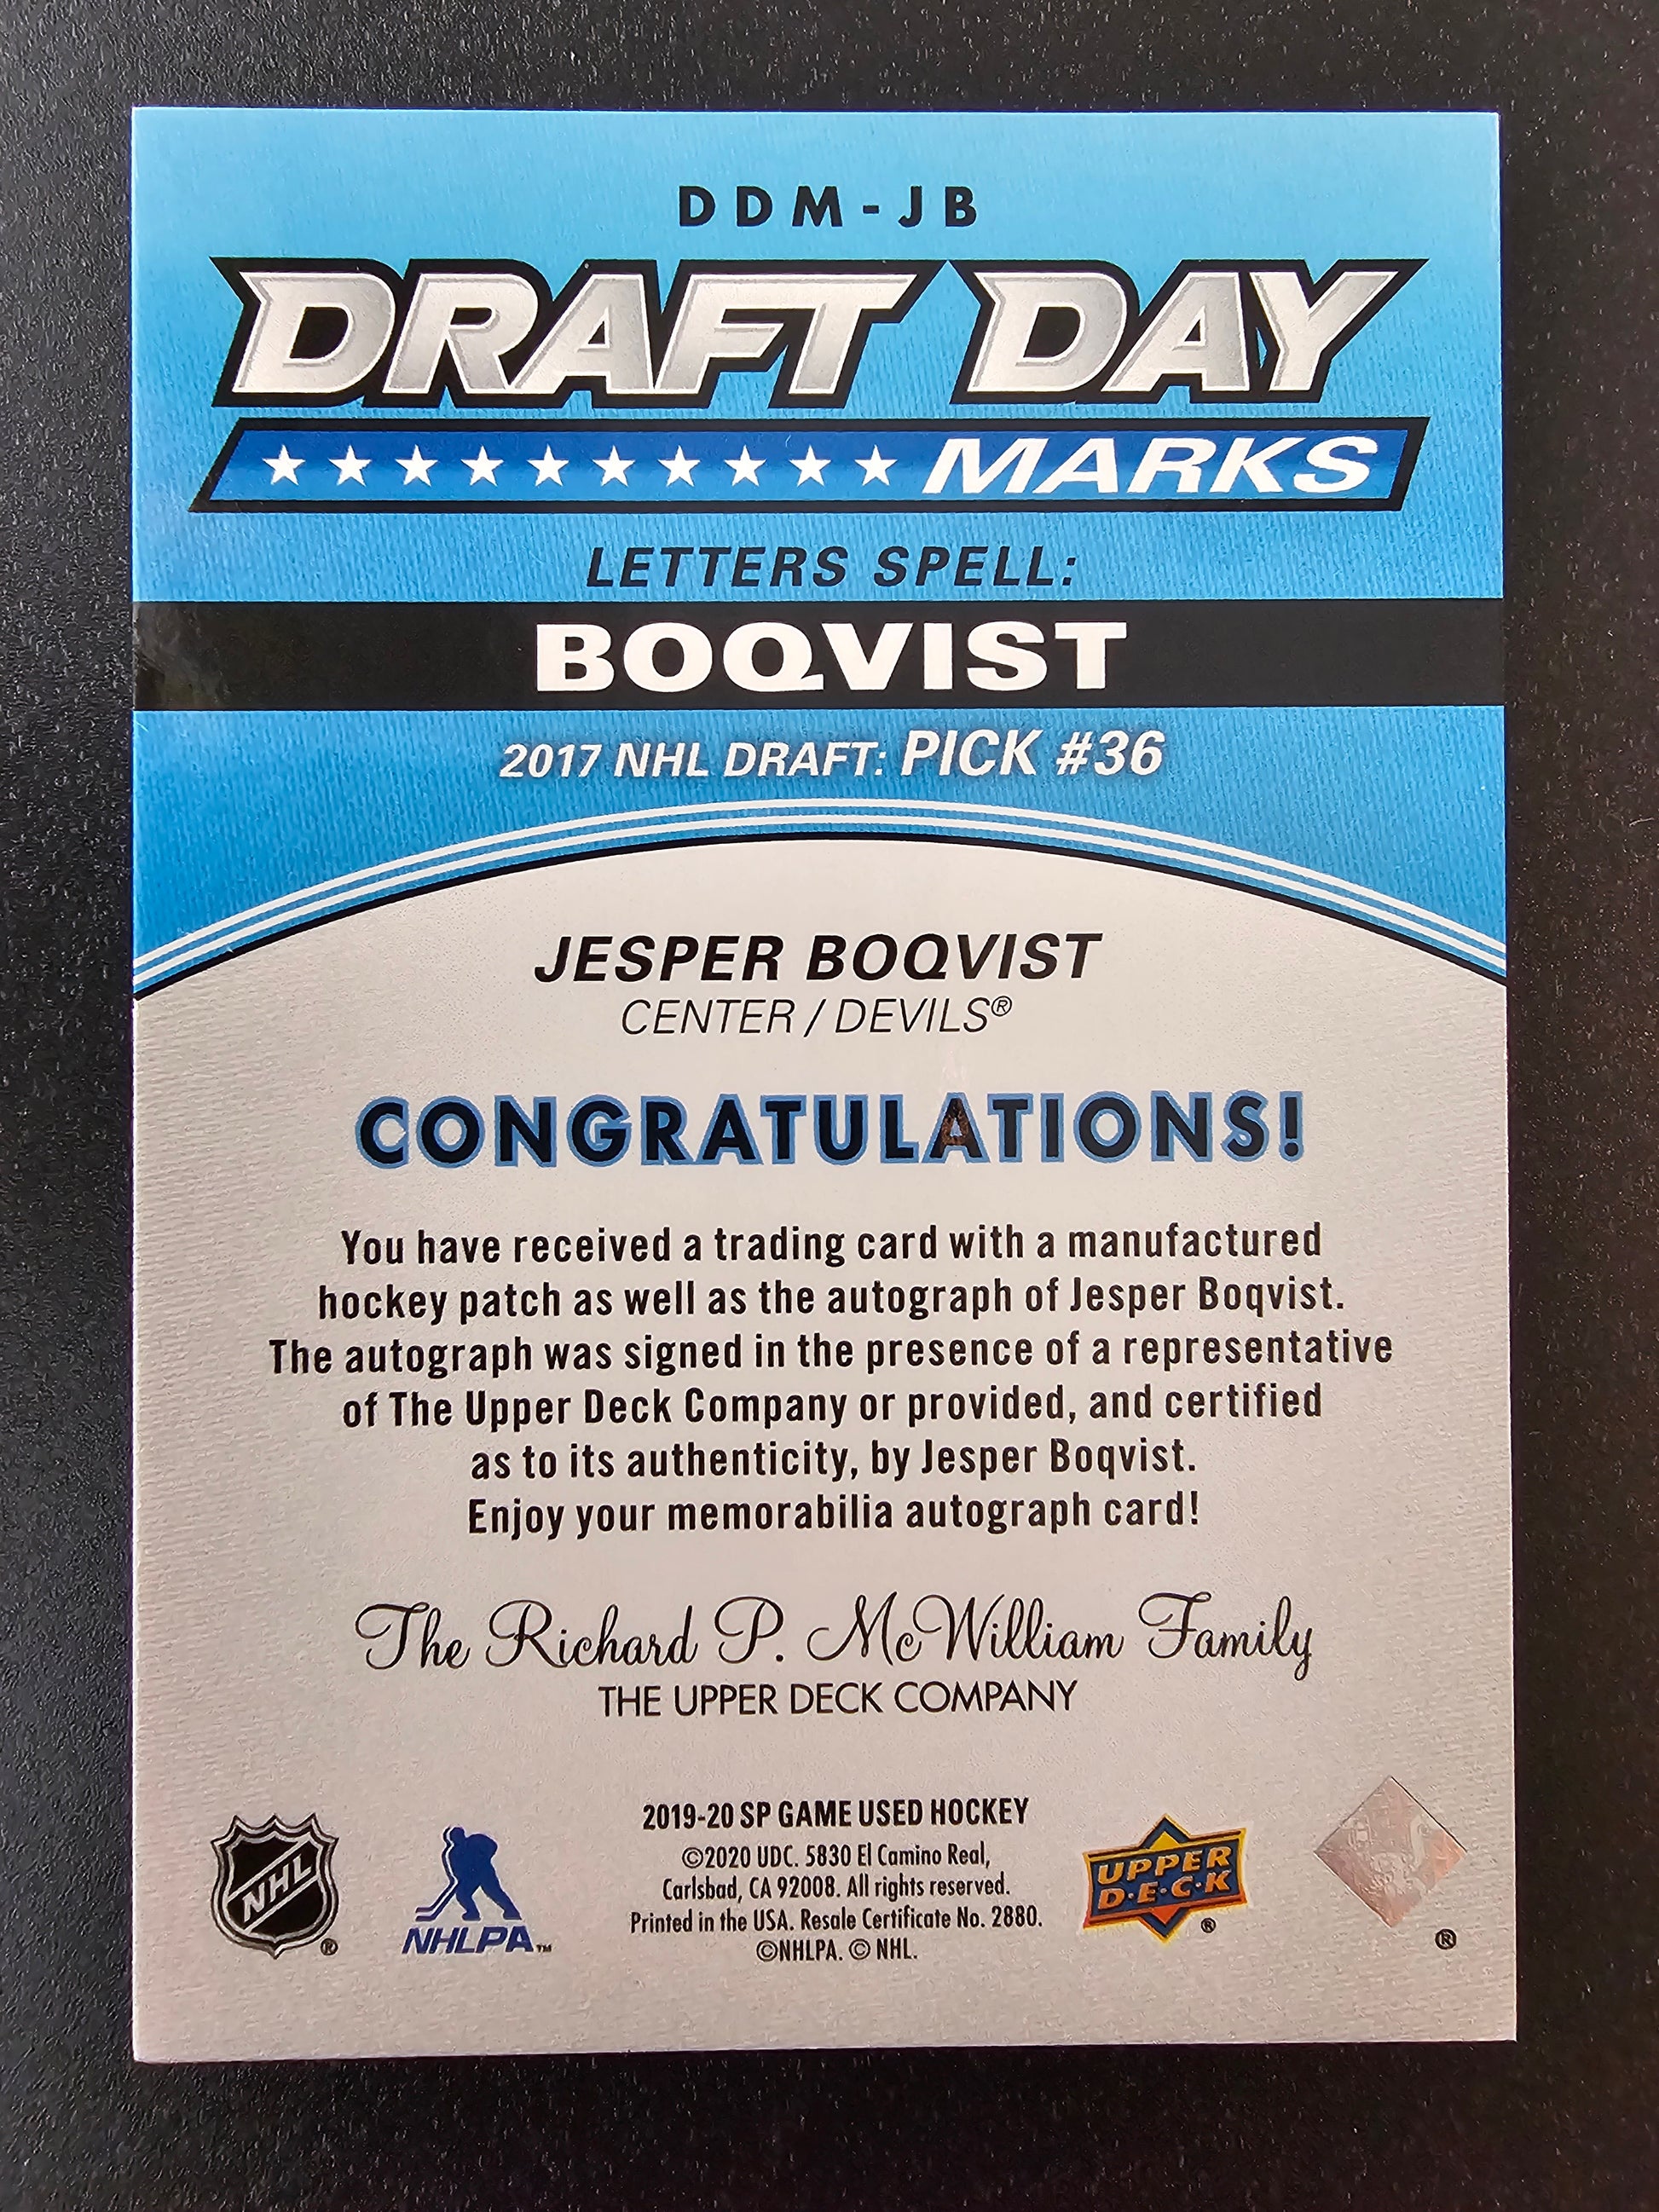 DDM-JB
DRAFT DAY
MARKS
LETTERS SPELL:
BOQVIST
2017 NHL DRAFT: PICK #36
JESPER BOQVIST
CENTER / DEVILS®
CONGRATULATIONS!
You have received a trading card with a manufactured
hockey patch as well as the autograph of Jesper Boqvist.
The autograph was signed in the presence of a representative
of The Upper Deck Company or provided, and certified
as to its authenticity, by Jesper Boqvist.
Enjoy your memorabilia autograph card!
The Richard P. McWilliam Family
THE UPPER DECK COMPANY
2019-20 SP GAME USED HOCKEY
©2020 UDC. 5830 El Camino Real,
Carlsbad, CA 92008. All rights reserved.
Printed in the USA. Resale Certificate No. 2880.
©NHLPA. © NHL.
NHL ®
NHLPA™
UPPER
D·E·C·K ®
®